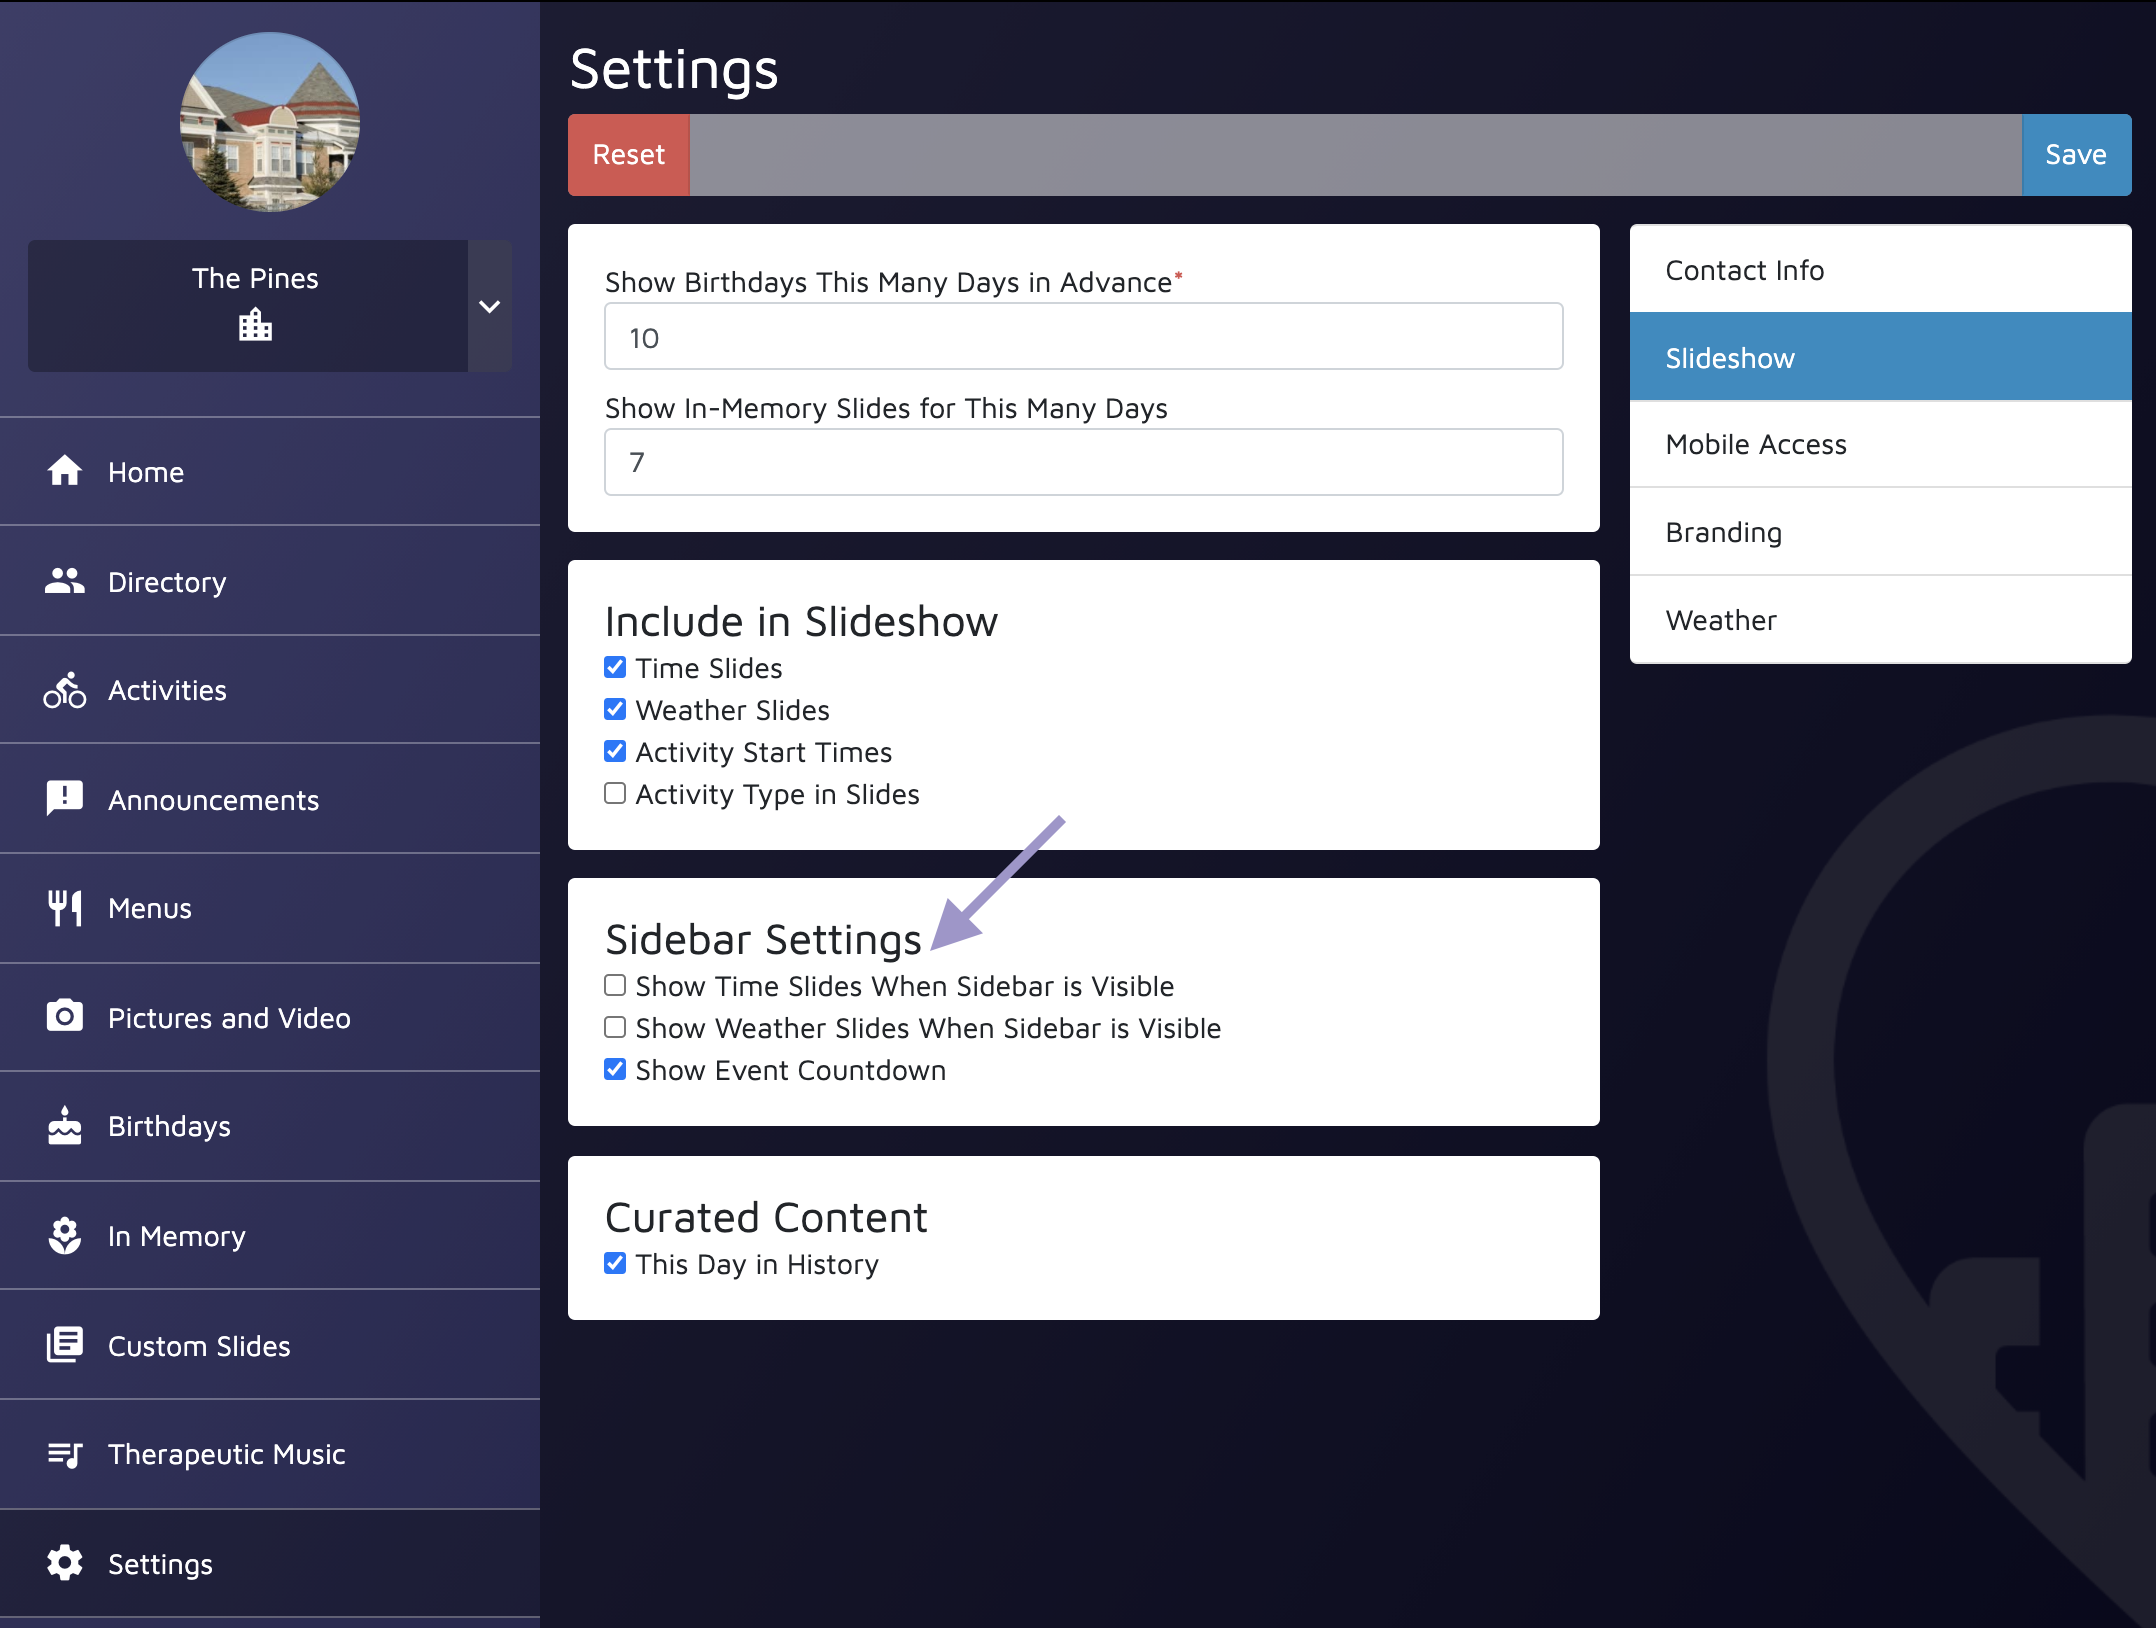 The Pines
Home
Directory
Activities
Announcements
Menus
Pictures and Video
Birthdays
In Memory
Custom Slides
Therapeutic Music
Settings
Settings
Reset
Save
Show Birthdays This Many Days in Advance*
10
Show In-Memory Slides for This Many Days
7
Include in Slideshow
Time Slides
Weather Slides
Activity Start Times
Activity Type in Slides
Sidebar Settings
Show Time Slides When Sidebar is Visible
Show Weather Slides When Sidebar is Visible
Show Event Countdown
Curated Content
This Day in History
Contact Info
Slideshow
Mobile Access
Branding
Weather